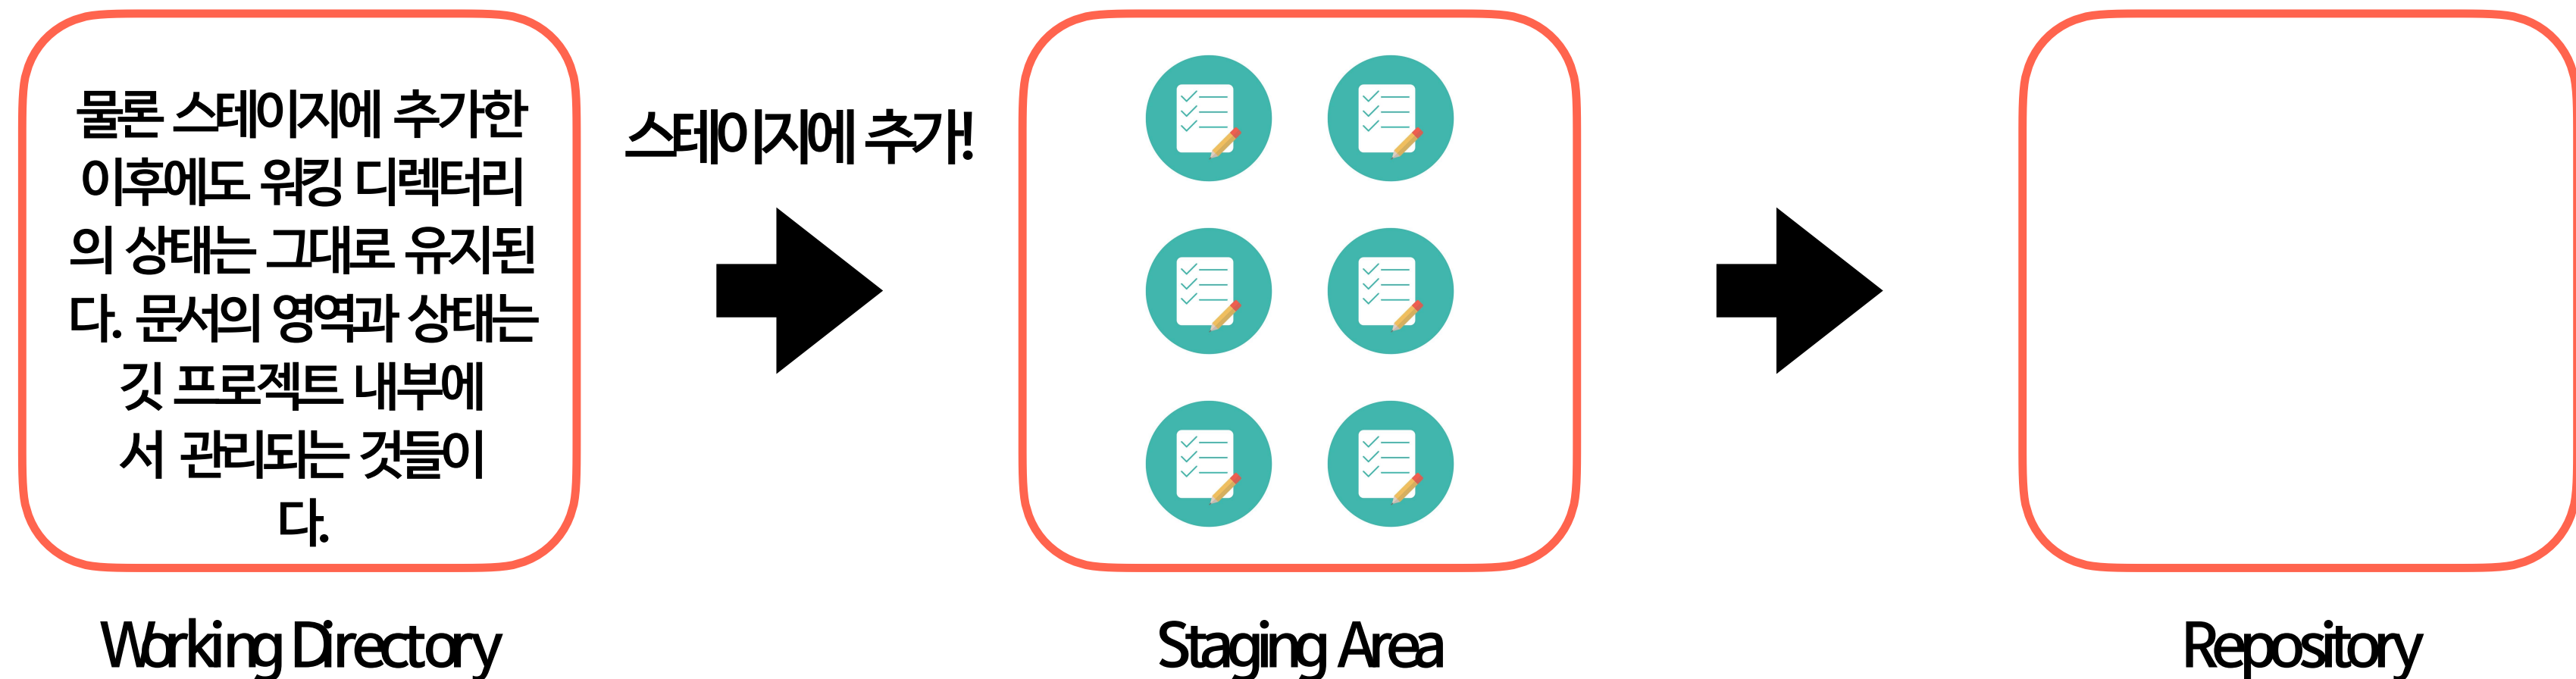 물론 스테이지에 추가한
이후에도 워킹 디렉터리
의 상태는 그대로 유지된
다. 문서의 영역과 상태는
깃 프로젝트 내부에
서 관리되는 것들이
다.
스테이지에 추가!
Working Directory
Staging Area
Repository